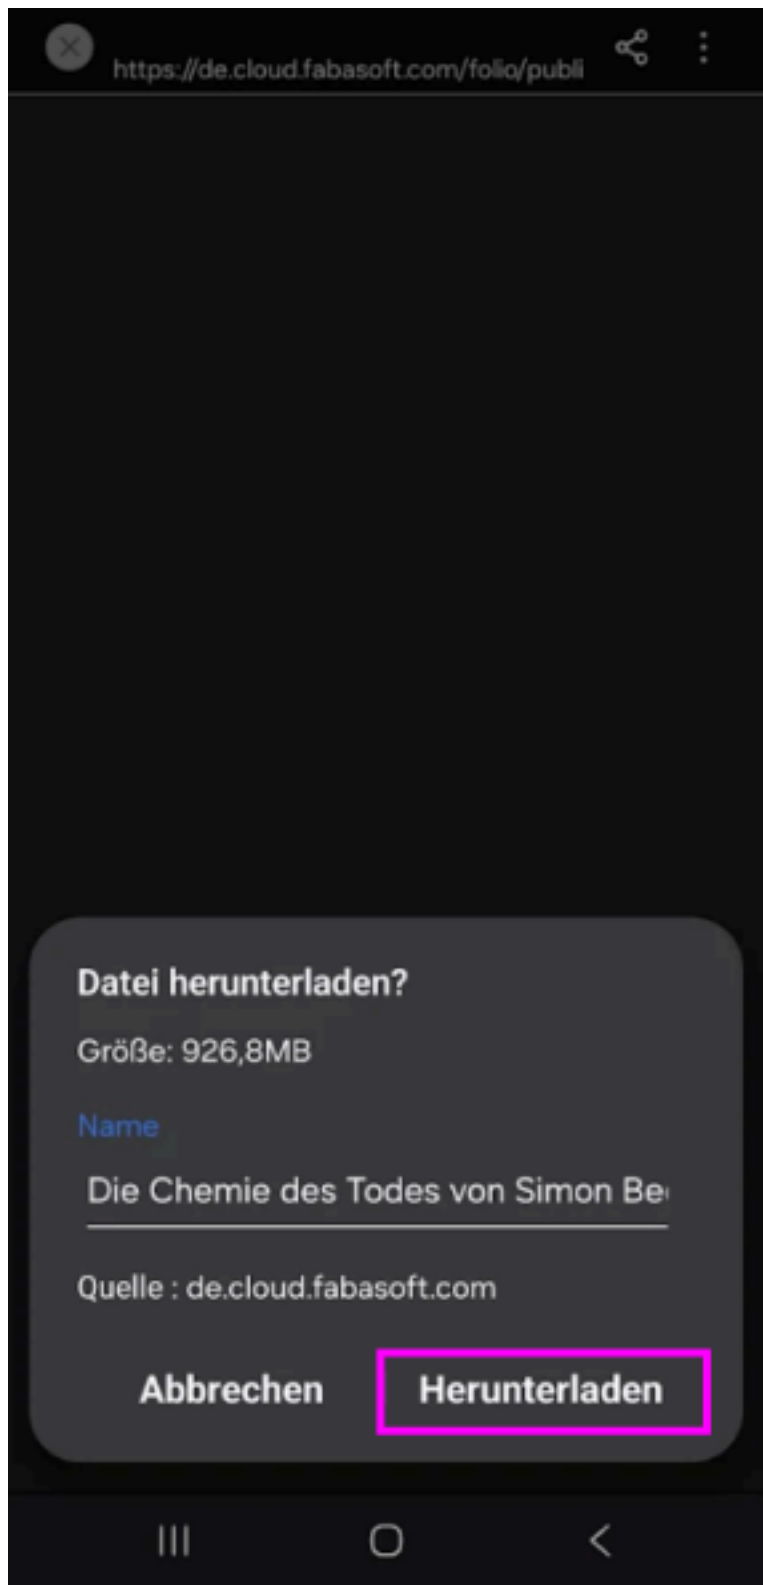 https://de.cloud.fabasoft.com/folio/publi
Datei herunterladen?
Größe: 926,8MB
Name
Die Chemie des Todes von Simon Be
Quelle : de.cloud.fabasoft.com
Abbrechen
Herunterladen